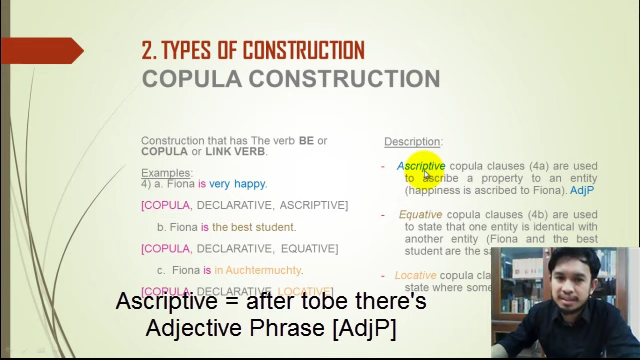 2. TYPES OF CONSTRUCTION
COPULA CONSTRUCTION
Construction that has The verb BE or
COPULA or LINK VERB.
Examples:
4) a. Fiona is very happy.
[COPULA, DECLARATIVE, ASCRIPTIVE]
b. Fiona is the best student.
[COPULA, DECLARATIVE, EQUATIVE]
c. Fiona is in Auchtermuchty.
[COPULA, DECLARATIVE, LOCATIVE]
Description:
- Ascriptive copula clauses (4a) are used
to ascribe a property to an entity
(happiness is ascribed to Fiona). AdjP
- Equative copula clauses (4b) are used
to state that one entity is identical with
another entity (Fiona and the best
student are the
- Locative copula
state where
Ascriptive = after tobe there's
Adjective Phrase [AdjP]